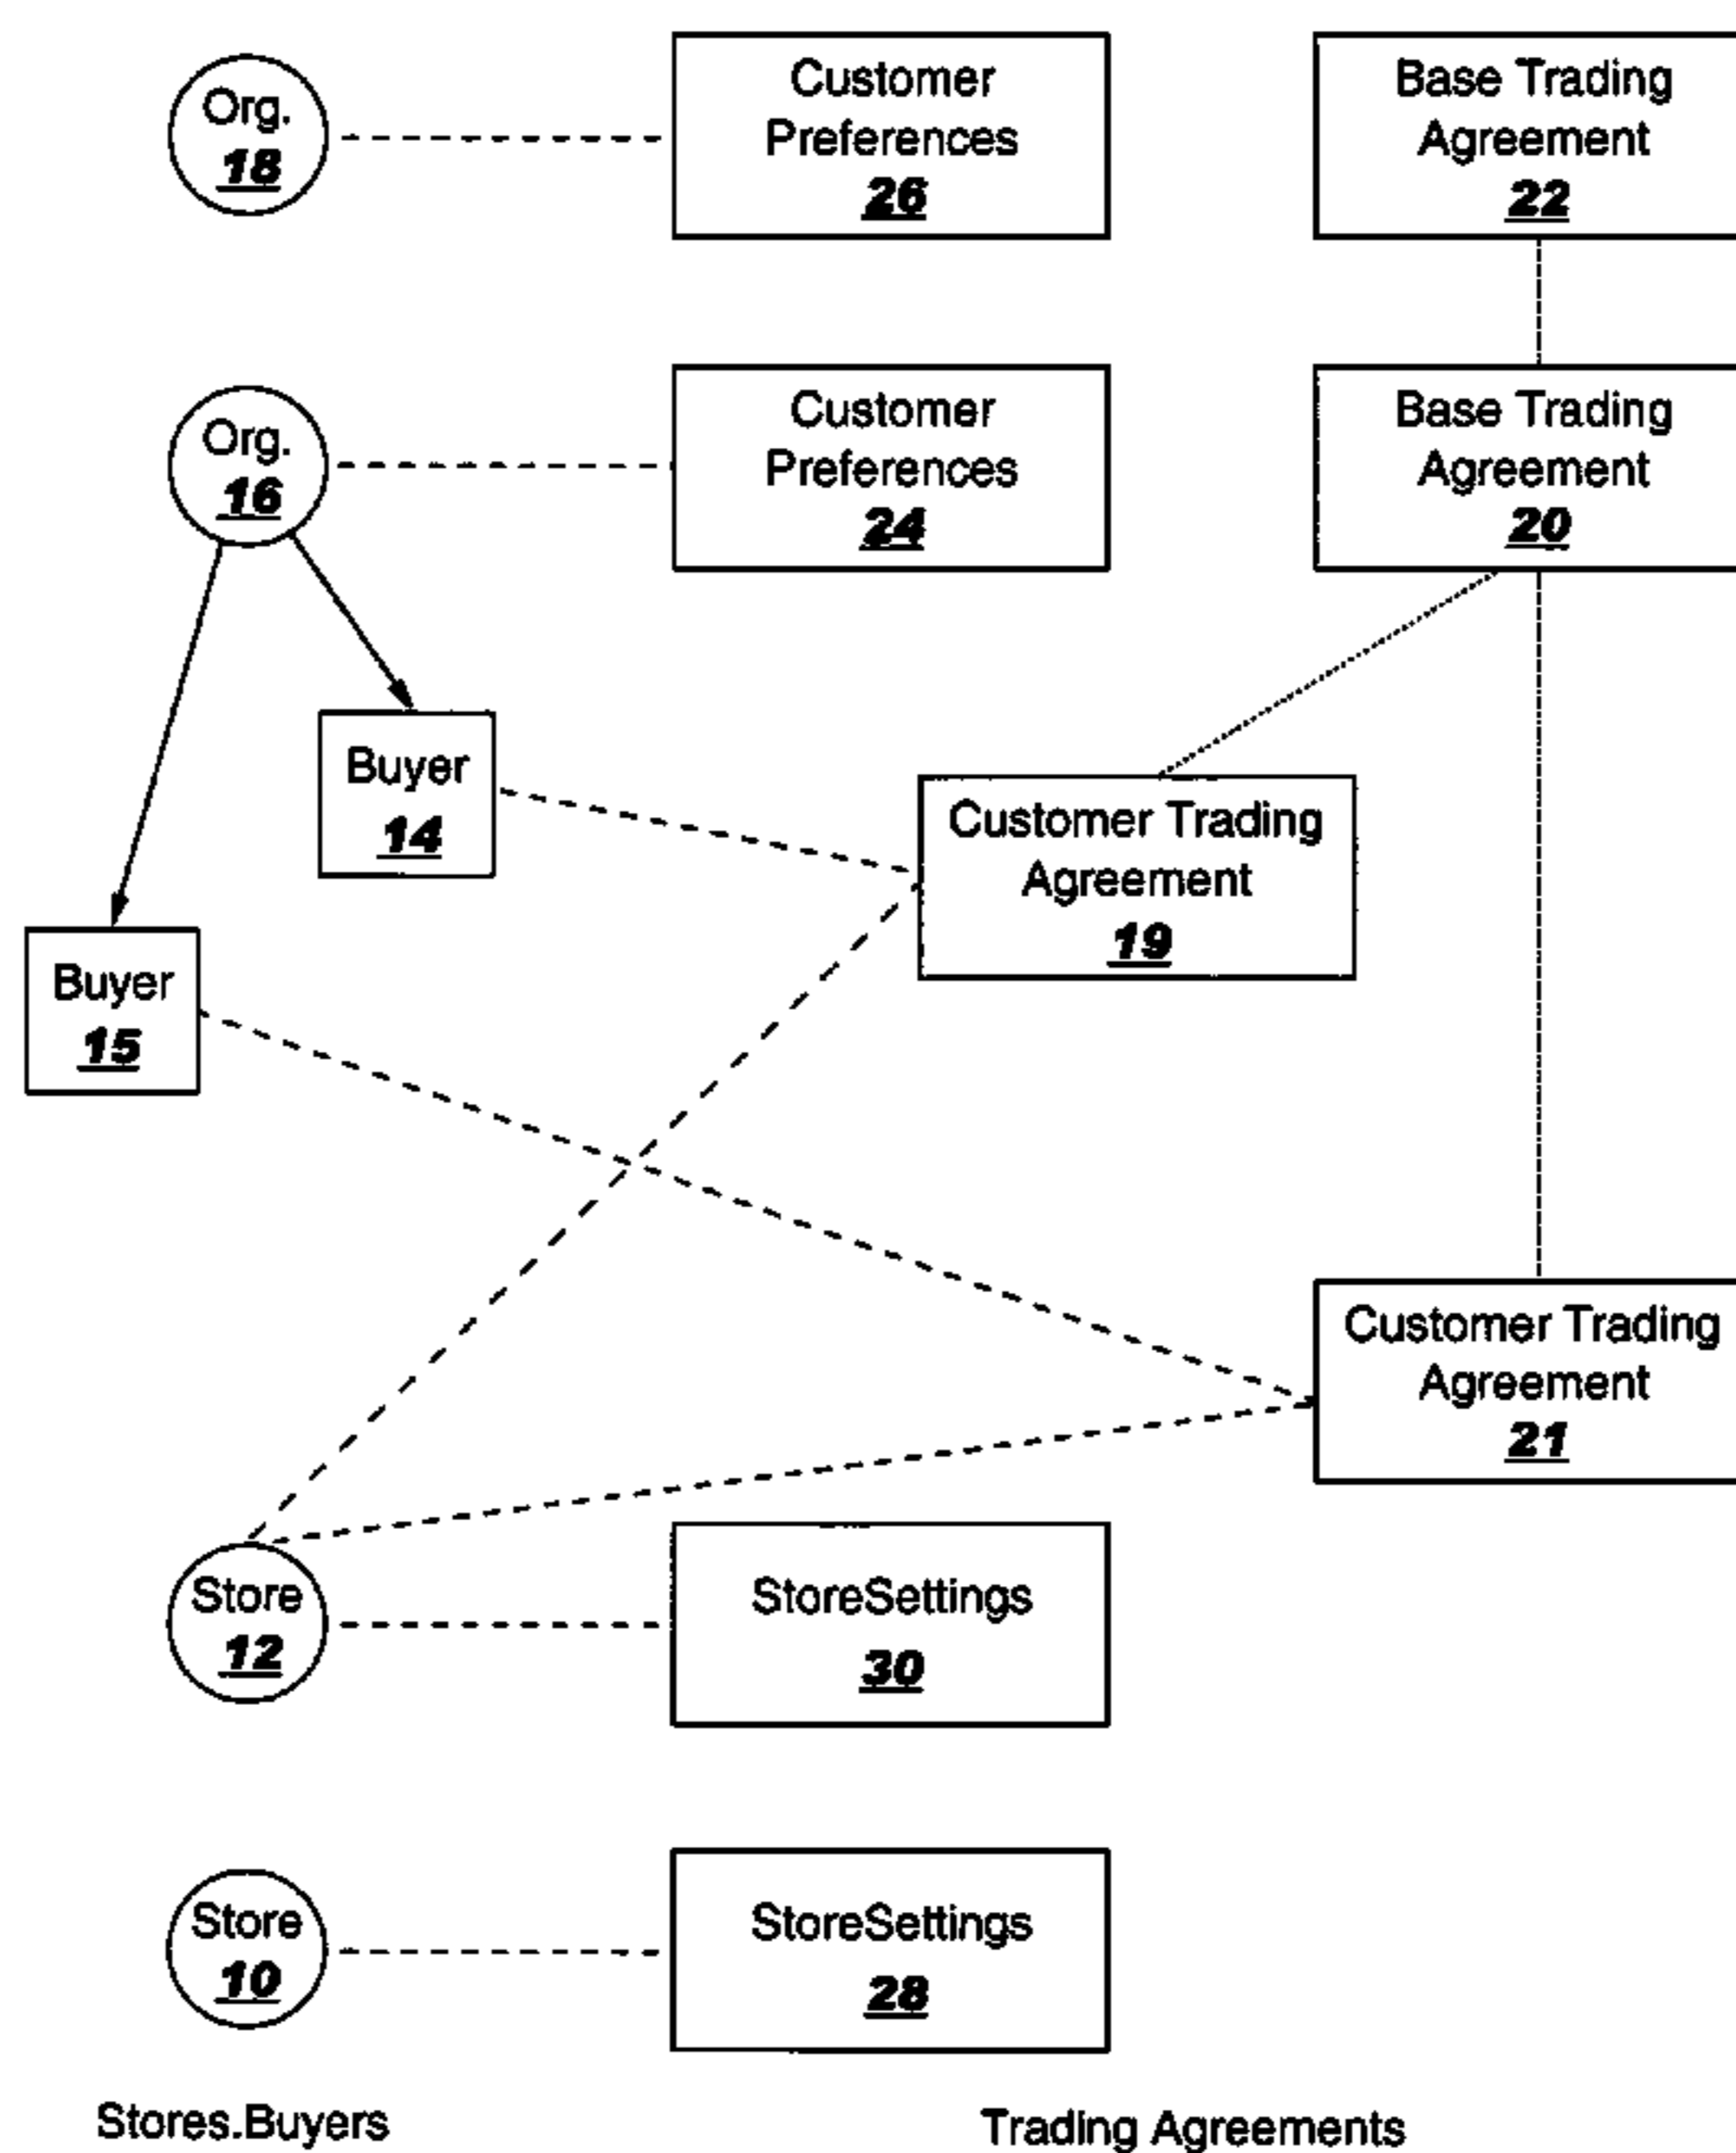 Org.
18
Customer
Preferences
26
Base Trading
Agreement
22
Org.
16
Customer
Preferences
24
Base Trading
Agreement
20
Buyer
14
Customer Trading
Agreement
19
Buyer
15
Customer Trading
Agreement
21
Store
12
StoreSettings
30
Store
10
StoreSettings
28
Stores.Buyers
Trading Agreements